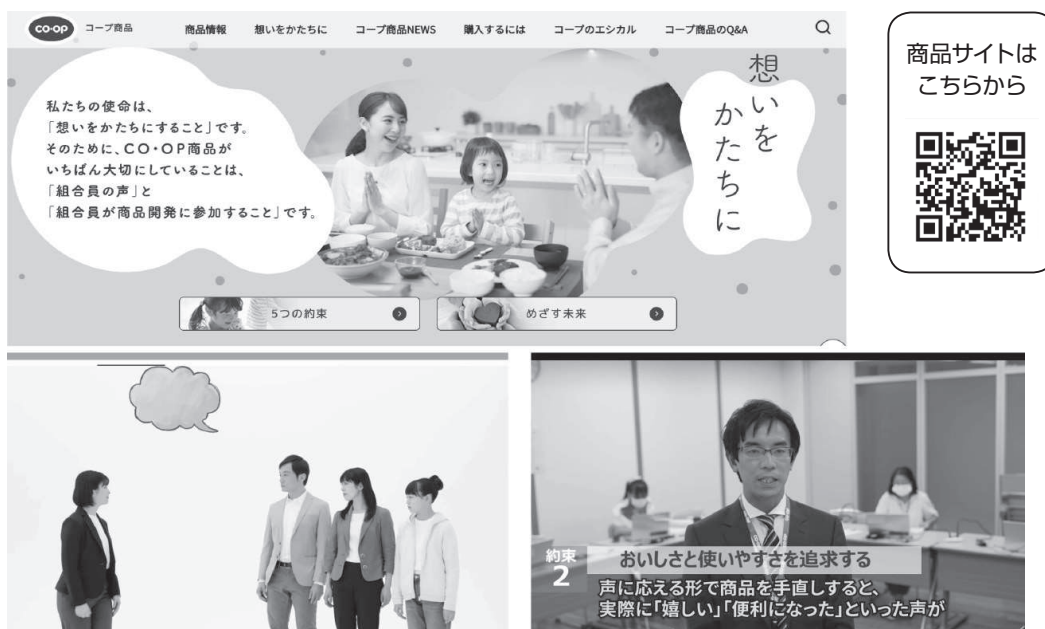 CO·OP コープ商品 商品情報 想いをかたちに コープ商品NEWS 購入するには コープのエシカル コープ商品のQ&A
私たちの使命は、
「想いをかたちにすること」です。
そのために、CO・OP商品が
いちばん大切にしていることは、
「組合員の声」と
「組合員が商品開発に参加すること」です。
想いを
かたちに
5つの約束
めざす未来
商品サイトは
こちらから
約束
2
おいしさと使いやすさを追求する
声に応える形で商品を手直しすると、
実際に「嬉しい」「便利になった」といった声が